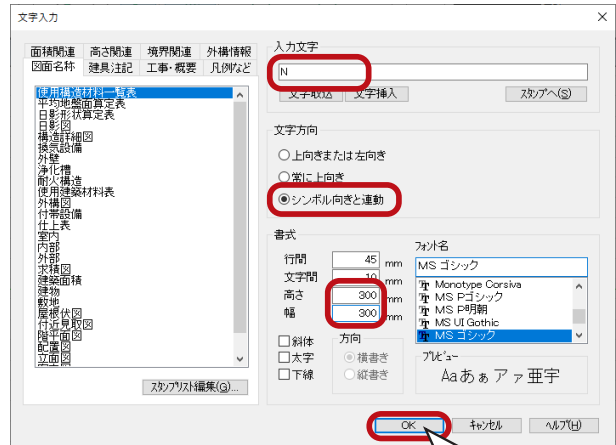 文字入力
面積関連 高さ関連 境界関連 外構情報
図面名称 建具注記 工事・概要 凡例など
使用構造材料一覧表
平均地盤面算定表
日影形状算定表
日影図
構造詳細図
換気設備
外壁
浄化槽
耐火構造
使用建築材料表
外構図
付帯設備
仕上表
室内
内部
外部
求積図
建築面積
建物
敷地
屋根伏図
付近見取図
階平面図
配置図
立面図
スタンプリスト編集(G)...
入力文字
N
文字取込 文字挿入 スタンプへ(S)
文字方向
上向きまたは左向き
常に上向き
シンボル向きと連動
書式
行間 45 mm
文字間 10 mm
高さ 300 mm
幅 300 mm
斜体
太字
下線
方向
横書き
縦書き
フォント名
MS ゴシック
Monotype Corsiva
MS Pゴシック
MS P明朝
MS UI Gothic
MS ゴシック
プレビュー
Aaあぁアァ亜宇
OK キャンセル ヘルプ(H)